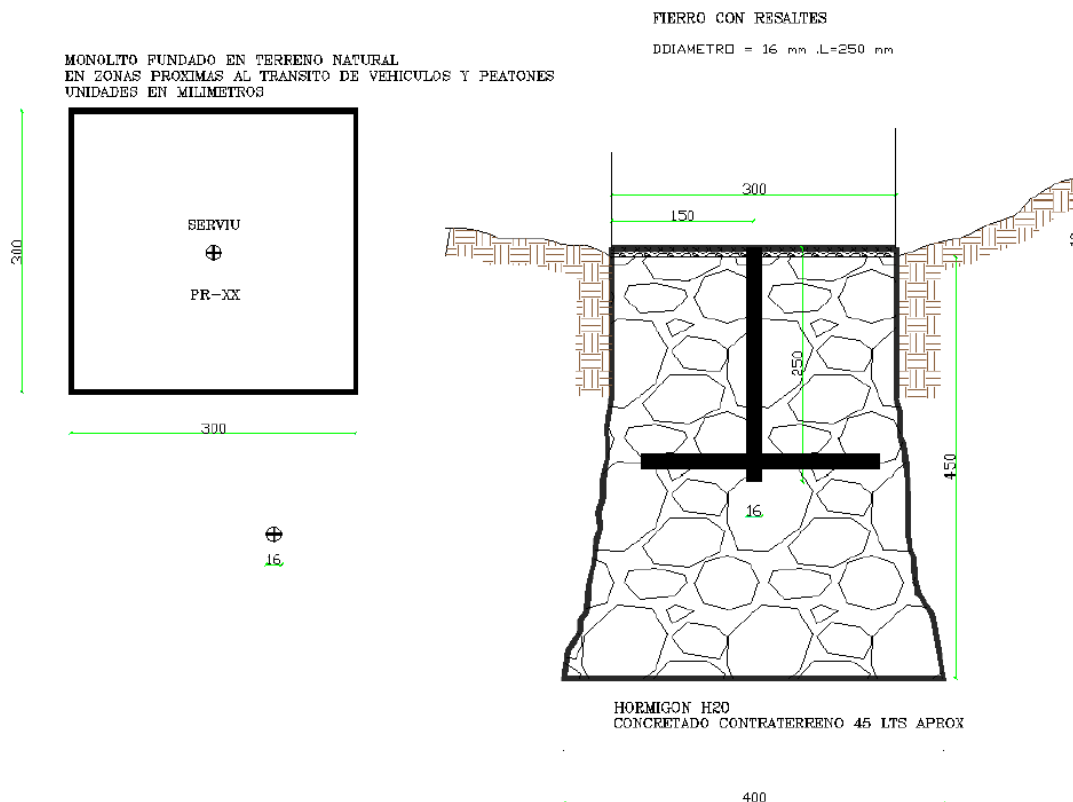 FIERRO CON RESALTES
DDIAMETRO = 16 mm .L=250 mm
MONOLITO FUNDADO EN TERRENO NATURAL
EN ZONAS PROXIMAS AL TRANSITO DE VEHICULOS Y PEATONES
UNIDADES EN MILIMETROS
300
SERVIU
PR-XX
300
16
300
150
250
450
16
HORMIGON H20
CONCRETADO CONTRATERRENO 45 LTS APROX
400